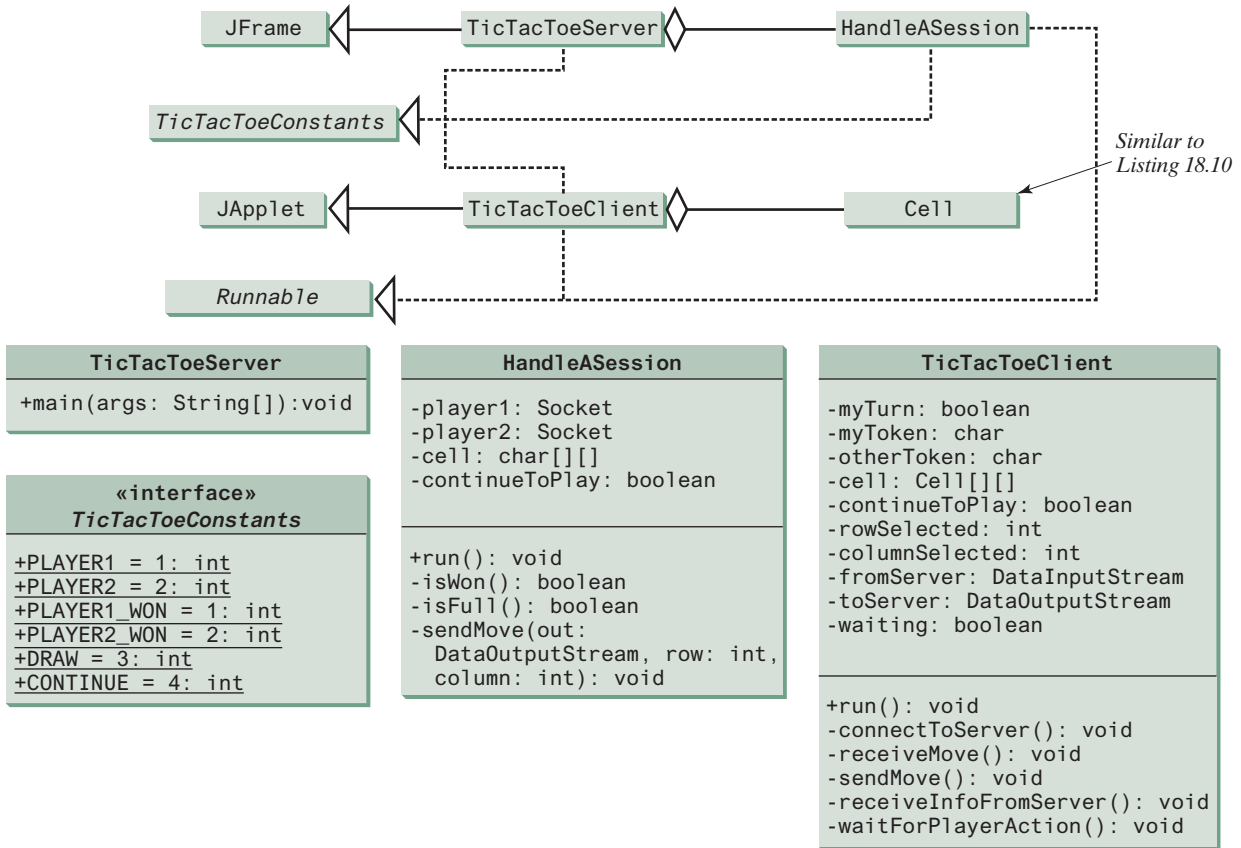 JFrame
TicTacToeServer
HandleASession
TicTacToeConstants
Similar to
Listing 18.10
JApplet
TicTacToeClient
Cell
Runnable
TicTacToeServer
+main(args: String[]):void
«interface»
TicTacToeConstants
+PLAYER1 = 1: int
+PLAYER2 = 2: int
+PLAYER1_WON = 1: int
+PLAYER2_WON = 2: int
+DRAW = 3: int
+CONTINUE = 4: int
HandleASession
-player1: Socket
-player2: Socket
-cell: char[][]
-continueToPlay: boolean
+run(): void
-isWon(): boolean
-isFull(): boolean
-sendMove(out:
DataOutputStream, row: int,
column: int): void
TicTacToeClient
-myTurn: boolean
-myToken: char
-otherToken: char
-cell: Cell[][]
-continueToPlay: boolean
-rowSelected: int
-columnSelected: int
-fromServer: DataInputStream
-toServer: DataOutputStream
-waiting: boolean
+run(): void
-connectToServer(): void
-receiveMove(): void
-sendMove(): void
-receiveInfoFromServer(): void
-waitForPlayerAction(): void